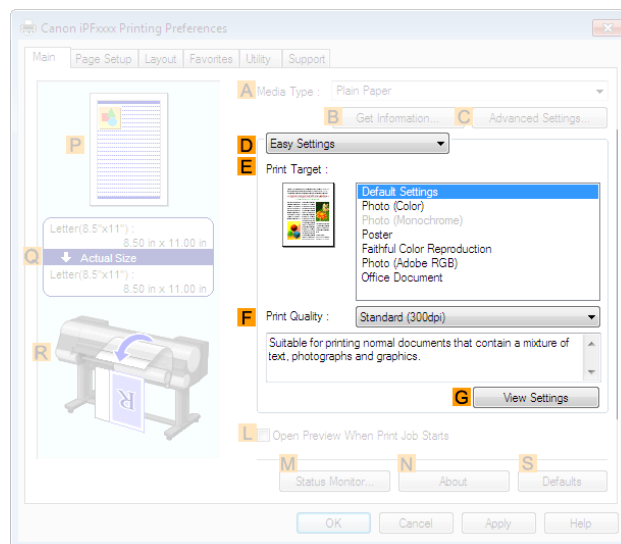 Canon iPFxxxx Printing Preferences
Main Page Setup Layout Favorites Utility Support
A Media Type : Plain Paper
B Get Information... C Advanced Settings...
P
D Easy Settings
E Print Target :
Default Settings
Photo (Color)
Photo (Monochrome)
Poster
Faithful Color Reproduction
Photo (Adobe RGB)
Office Document
Letter(8.5"x11") :
8.50 in x 11.00 in
Q Actual Size
Letter(8.5"x11") :
8.50 in x 11.00 in
F Print Quality : Standard (300dpi)
Suitable for printing normal documents that contain a mixture of
text, photographs and graphics.
R
R
G View Settings
L Open Preview When Print Job Starts
M Status Monitor... N About S Defaults
OK Cancel Apply Help